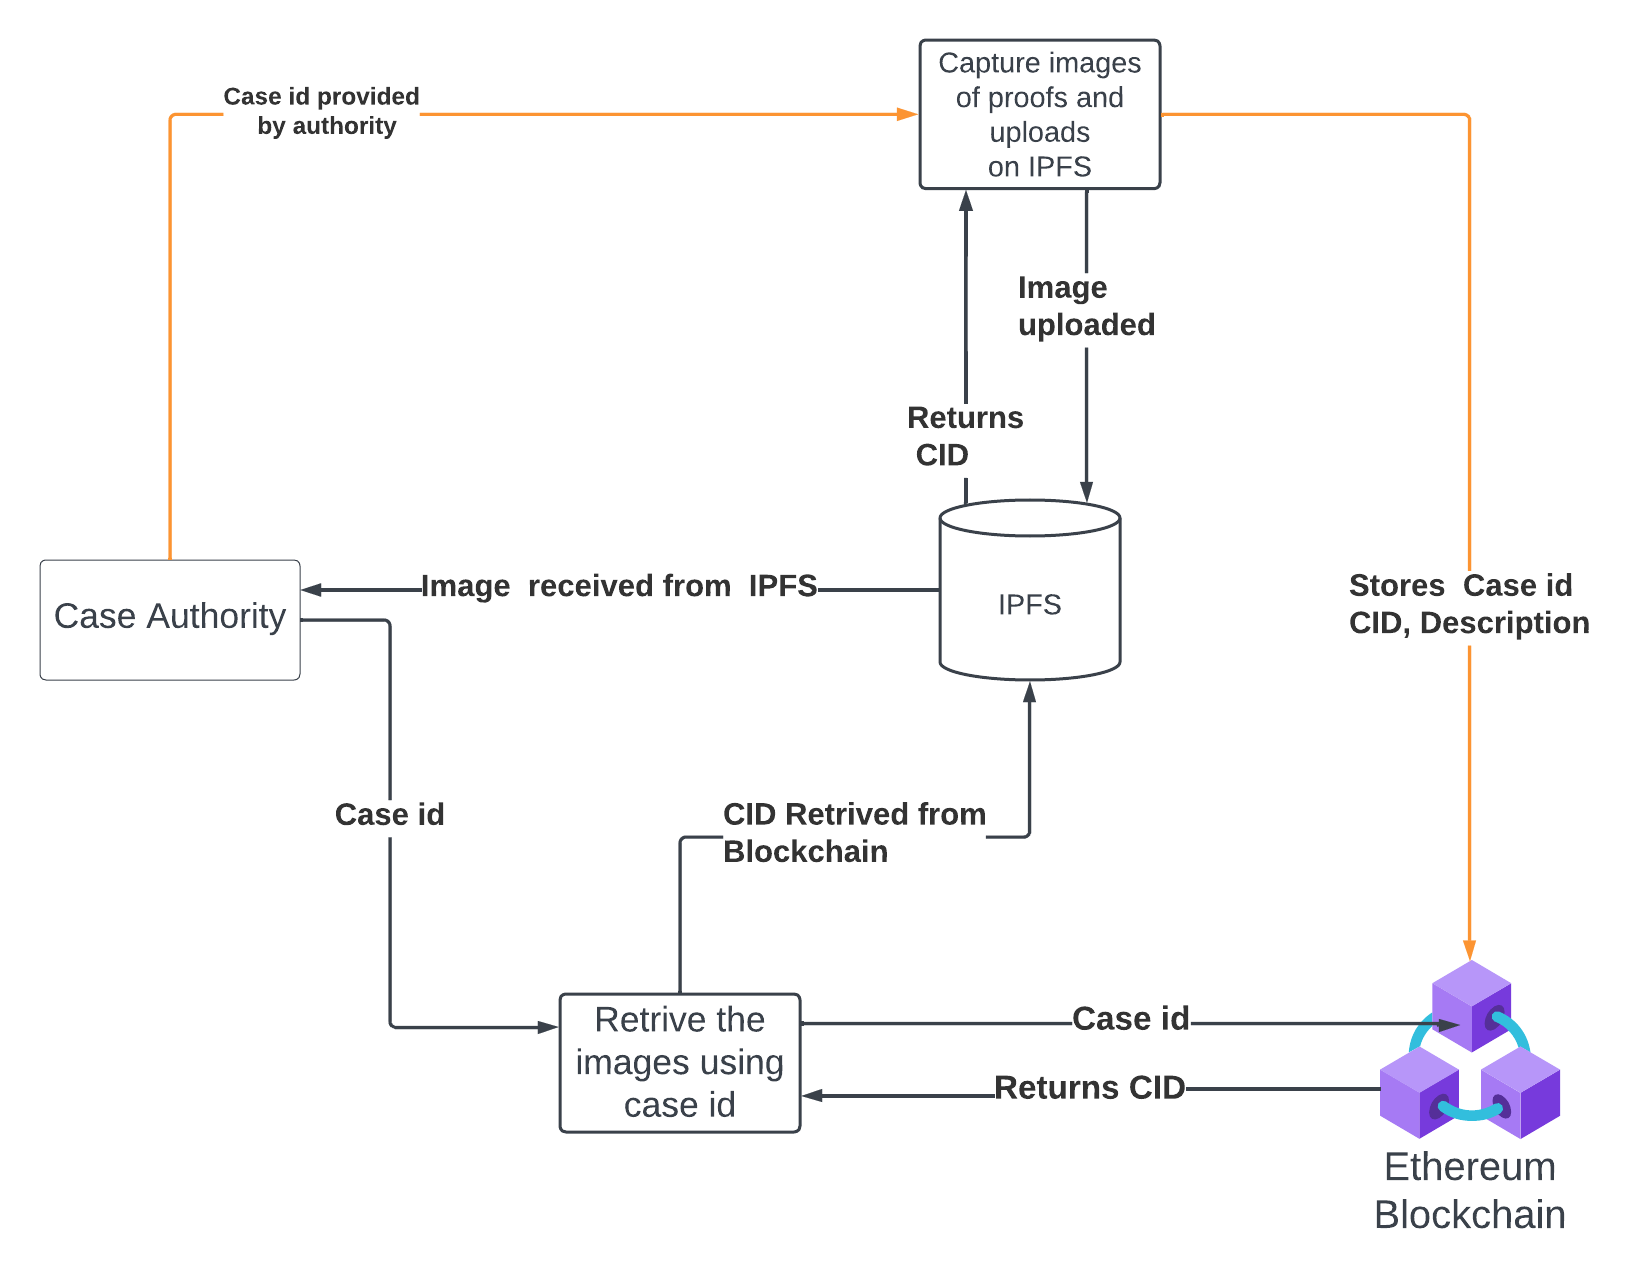 Capture images
of proofs and
uploads
on IPFS
Case id provided
by authority
Image
uploaded
Returns
CID
Image  received from  IPFS
IPFS
Stores  Case id
CID, Description
Case Authority
Case id
CID Retrived from
Blockchain
Retrive the
images using
case id
Case id
Returns CID
Ethereum
Blockchain